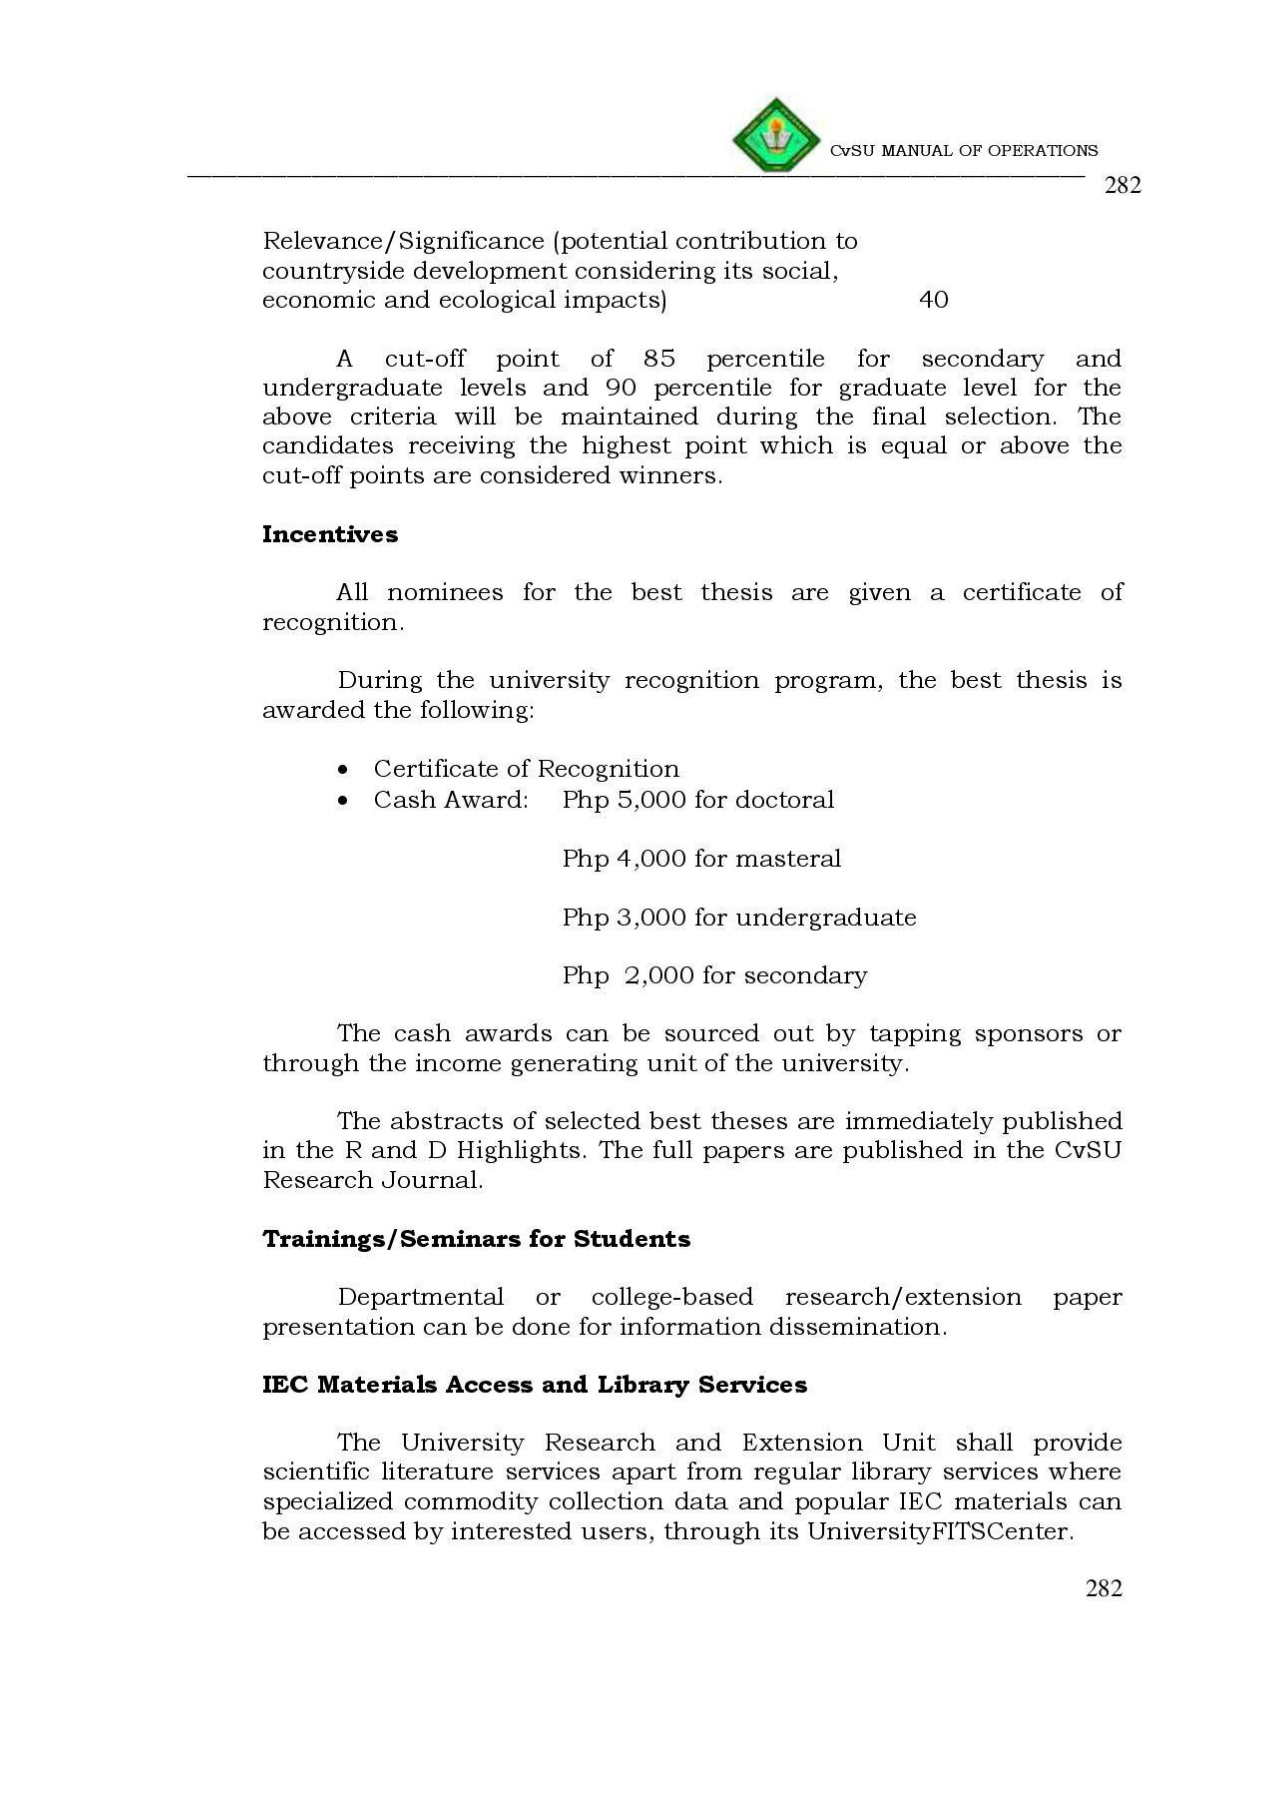 CvSU MANUAL OF OPERATIONS
282
Relevance/Significance (potential contribution to
countryside development considering its social,
economic and ecological impacts) 40
A cut-off point of 85 percentile for secondary and
undergraduate levels and 90 percentile for graduate level for the
above criteria will be maintained during the final selection. The
candidates receiving the highest point which is equal or above the
cut-off points are considered winners.
Incentives
All nominees for the best thesis are given a certificate of
recognition.
During the university recognition program, the best thesis is
awarded the following:
• Certificate of Recognition
• Cash Award: Php 5,000 for doctoral
Php 4,000 for masteral
Php 3,000 for undergraduate
Php 2,000 for secondary
The cash awards can be sourced out by tapping sponsors or
through the income generating unit of the university.
The abstracts of selected best theses are immediately published
in the R and D Highlights. The full papers are published in the CvSU
Research Journal.
Trainings/Seminars for Students
Departmental or college-based research/extension paper
presentation can be done for information dissemination.
IEC Materials Access and Library Services
The University Research and Extension Unit shall provide
scientific literature services apart from regular library services where
specialized commodity collection data and popular IEC materials can
be accessed by interested users, through its UniversityFITSCenter.
282